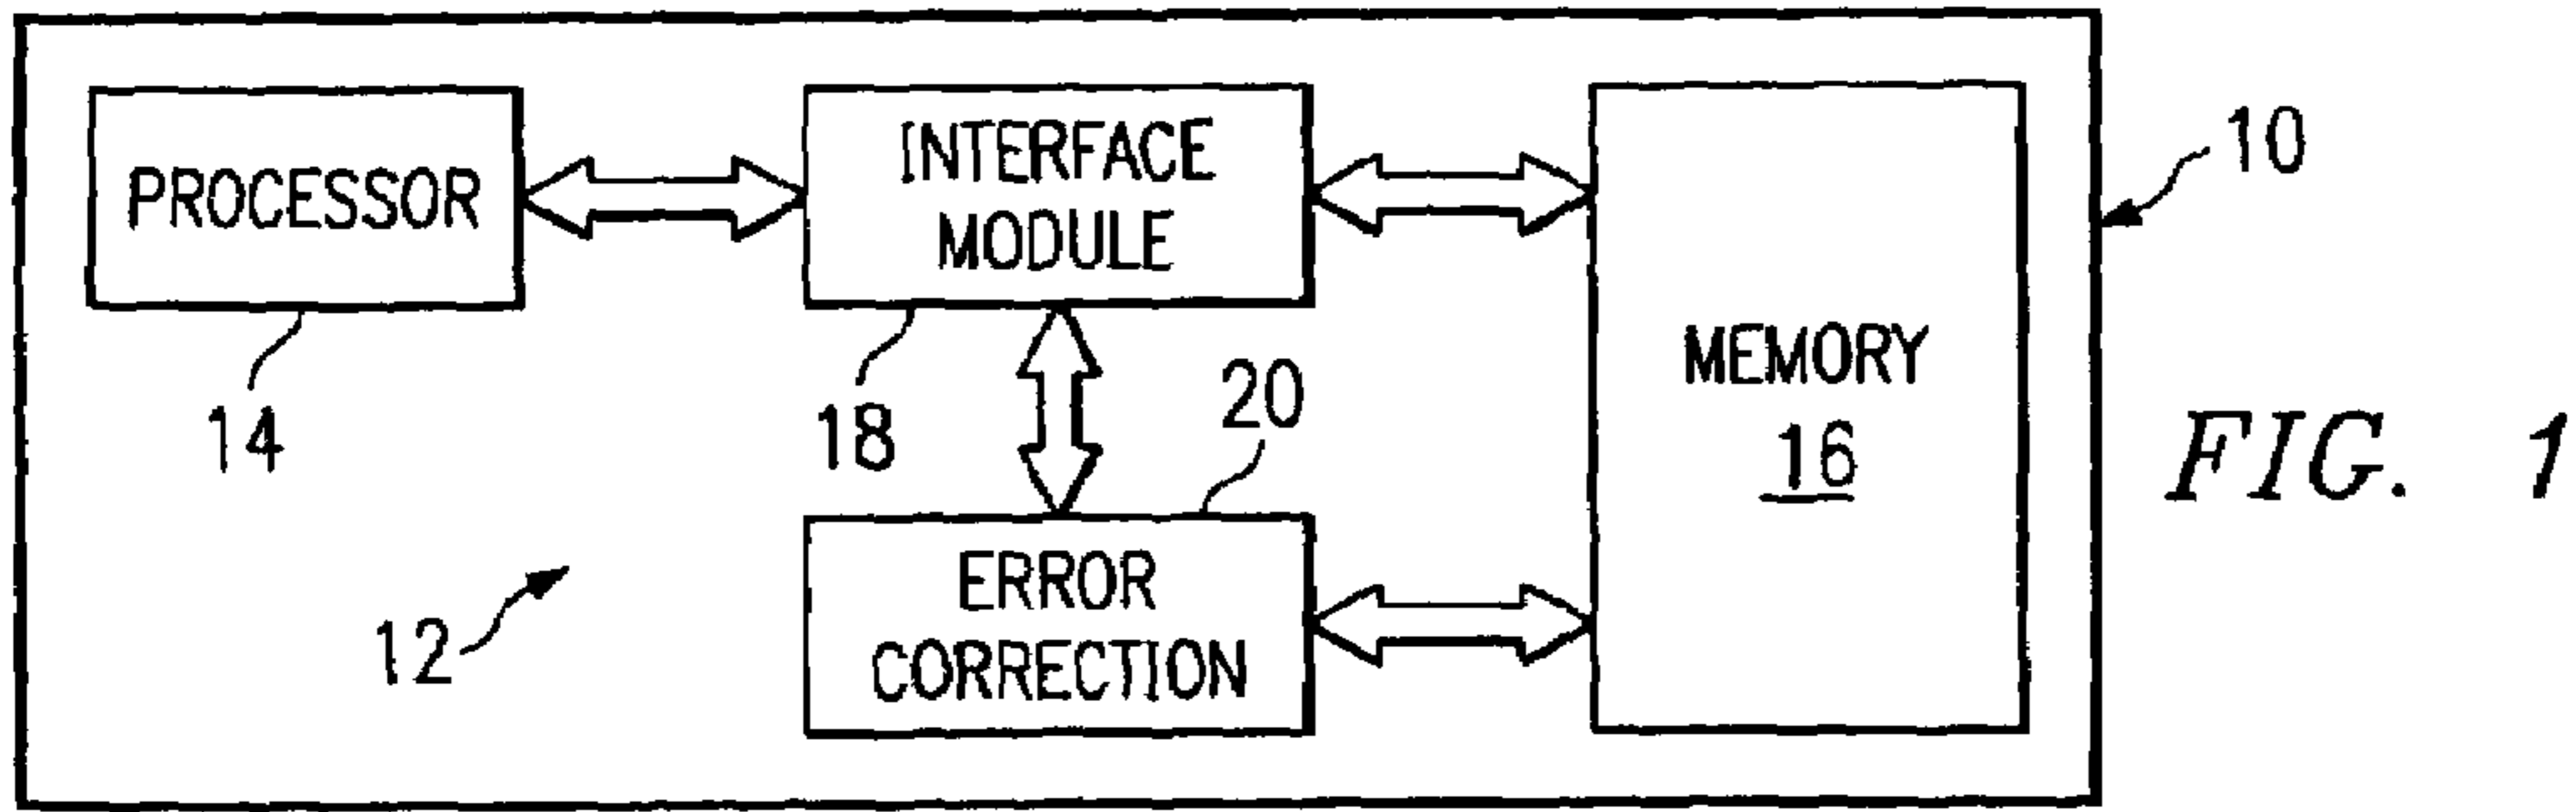 PROCESSOR
14
INTERFACE
MODULE
18
20
ERROR
CORRECTION
12
MEMORY
16
10
FIG. 1